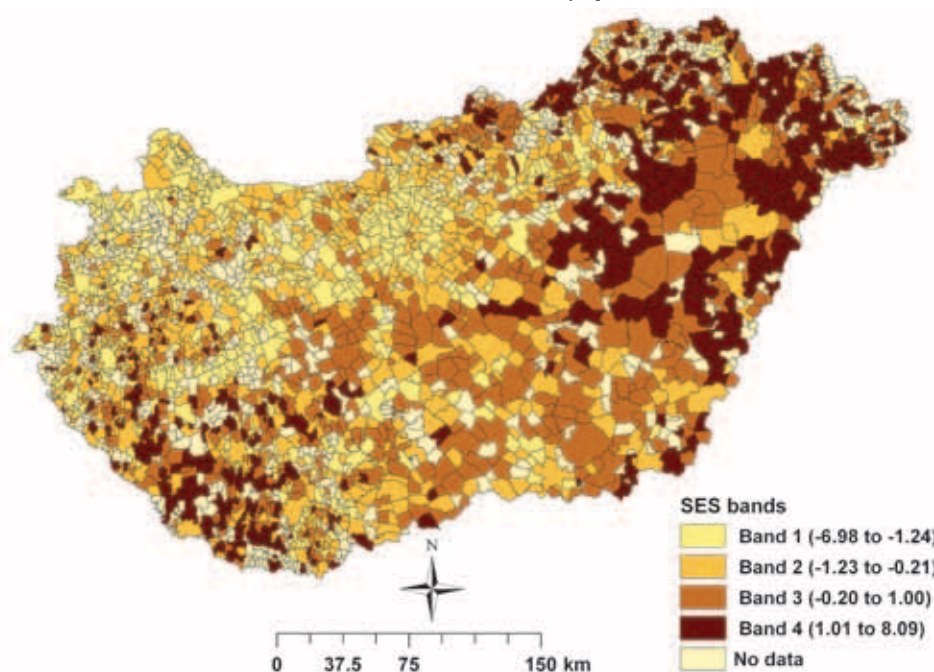 SES bands
Band 1 (-6.98 to -1.24)
Band 2 (-1.23 to -0.21)
Band 3 (-0.20 to 1.00)
Band 4 (1.01 to 8.09)
No data
N
0 37.5 75 150 km